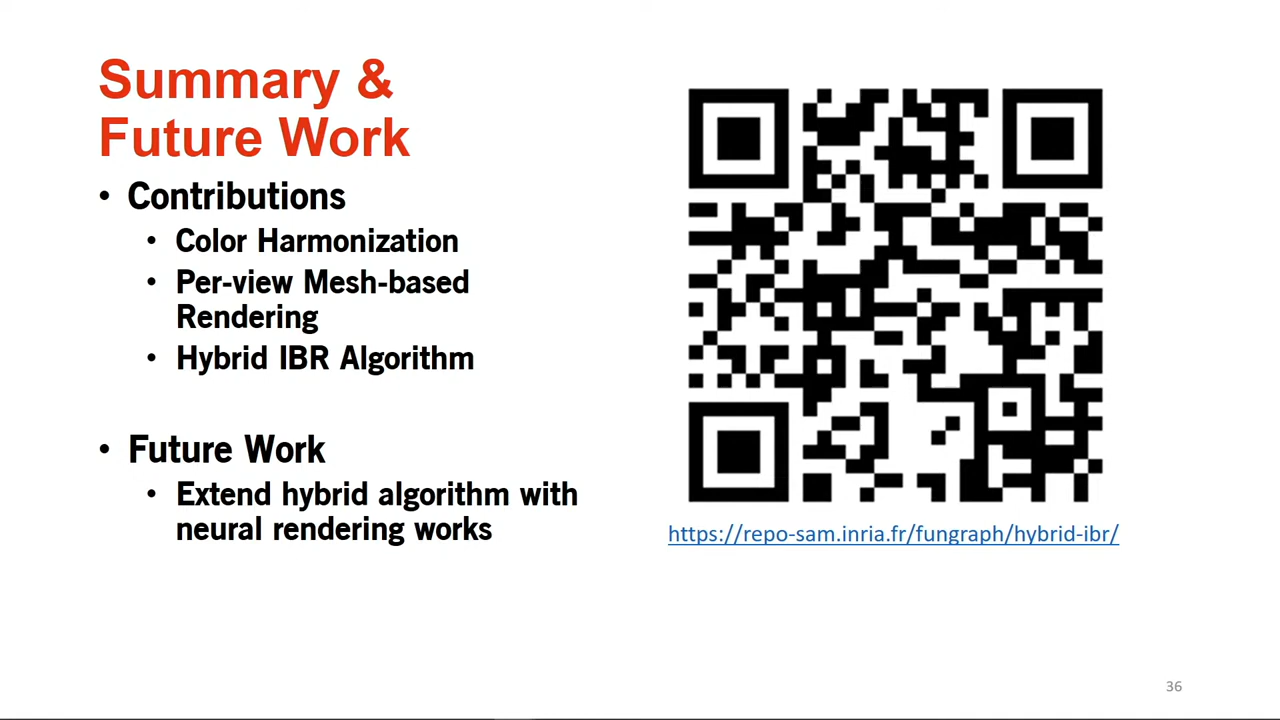 Summary &
Future Work
• Contributions
• Color Harmonization
• Per-view Mesh-based
Rendering
• Hybrid IBR Algorithm
• Future Work
• Extend hybrid algorithm with
neural rendering works
https://repo-sam.inria.fr/fungraph/hybrid-ibr/
36